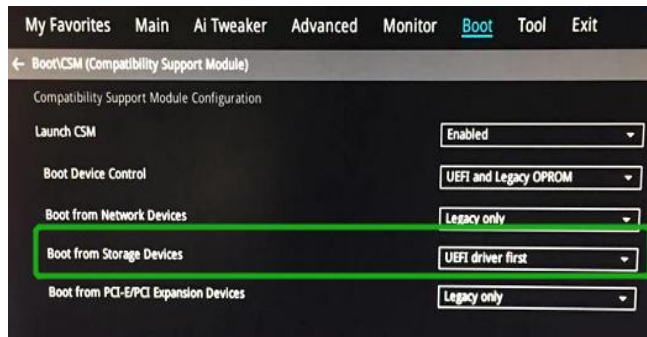 My Favorites Main Ai Tweaker Advanced Monitor Boot Tool Exit
← Boot\CSM (Compatibility Support Module)
Compatibility Support Module Configuration
Launch CSM Enabled
Boot Device Control UEFI and Legacy OPROM
Boot from Network Devices Legacy only
Boot from Storage Devices UEFI driver first
Boot from PCI-E/PCI Expansion Devices Legacy only